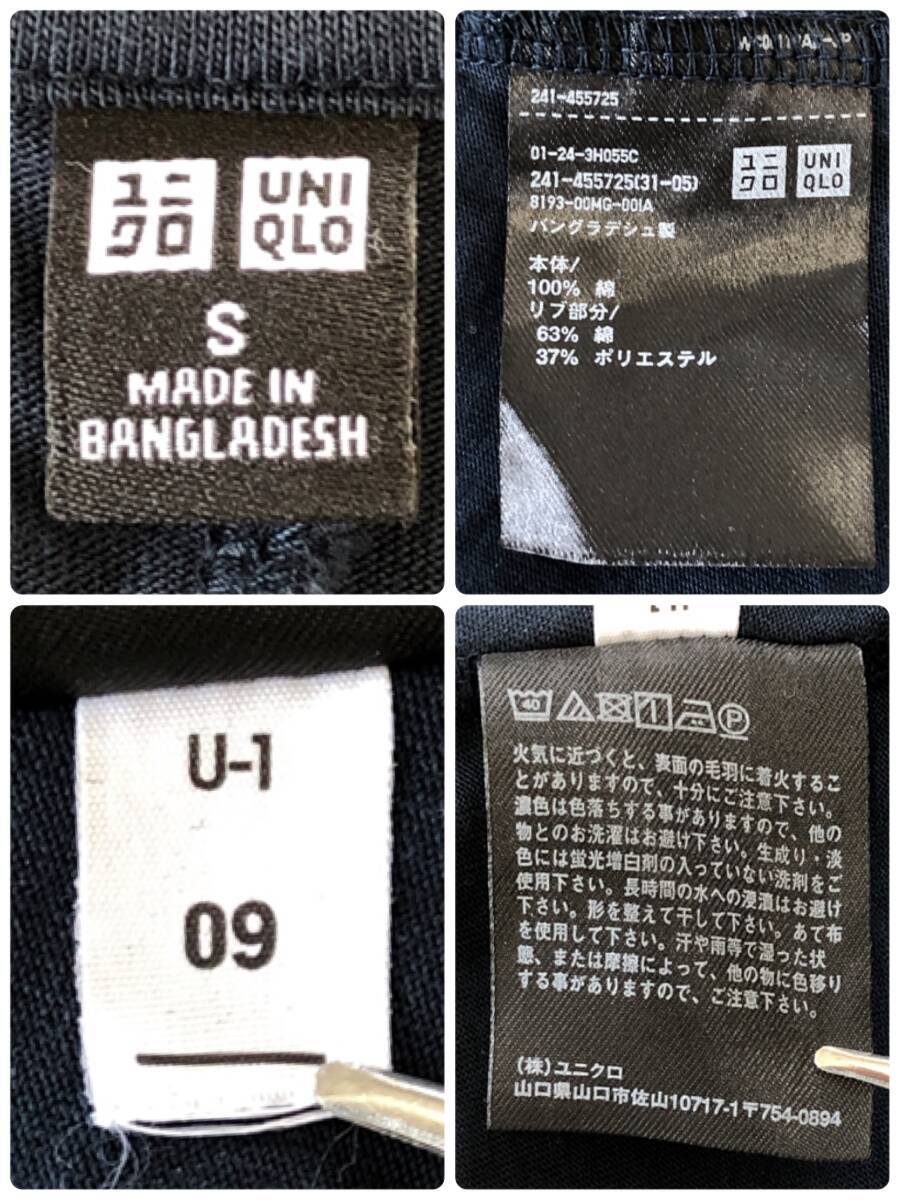 ユニ
クロ
UNI
QLO
S
MADE IN
BANGLADESH
241-455725
01-24-3H055C
241-455725(31-05)
8193-00MG-001A
バングラデシュ製
ユニ
クロ
UNI
QLO
本体/
100% 綿
リブ部分/
63% 綿
37% ポリエステル
U-1
09
40
火気に近づくと、表面の毛羽に着火するこ
とがありますので、十分にご注意下さい。
濃色は色落ちする事がありますので、他の
物とのお洗濯はお避け下さい。生成り・淡
色には蛍光増白剤の入っていない洗剤をご
使用下さい。長時間の水への浸漬はお避け
下さい。形を整えて干して下さい。あて布
を使用して下さい。汗や雨等で湿った状
態、または摩擦によって、他の物に色移り
する事がありますので、ご注意下さい。
(株)ユニクロ
山口県山口市佐山10717-1〒754-0894